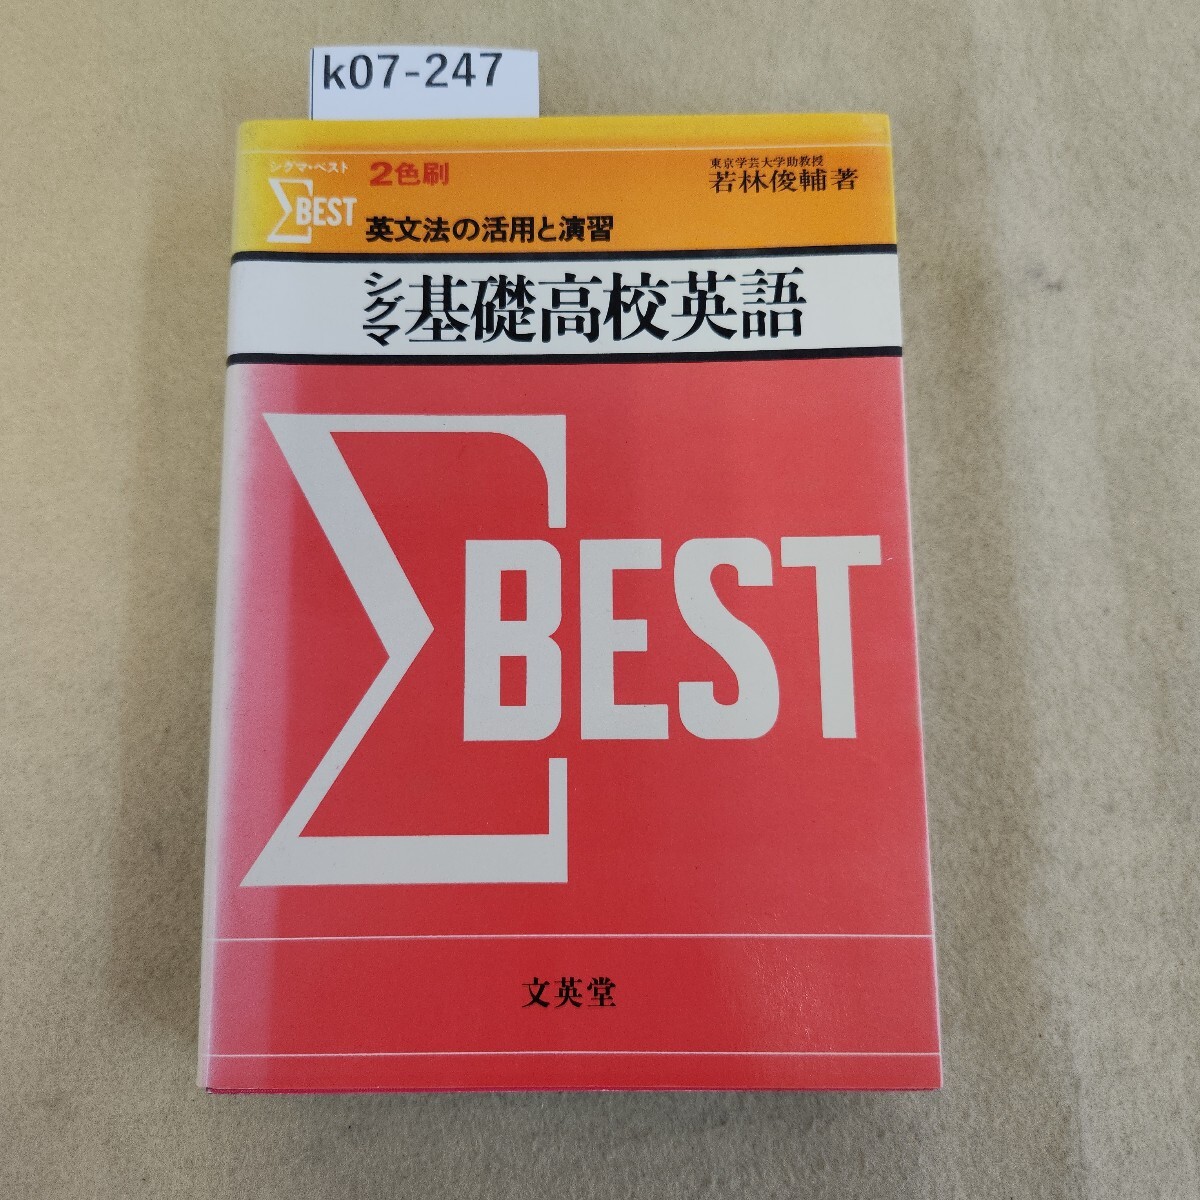 k07-247
シグマ・ベスト
ΣBEST
2色刷
東京学芸大学助教授
若林俊輔著
英文法の活用と演習
シグマ 基礎高校英語
ΣBEST
文英堂